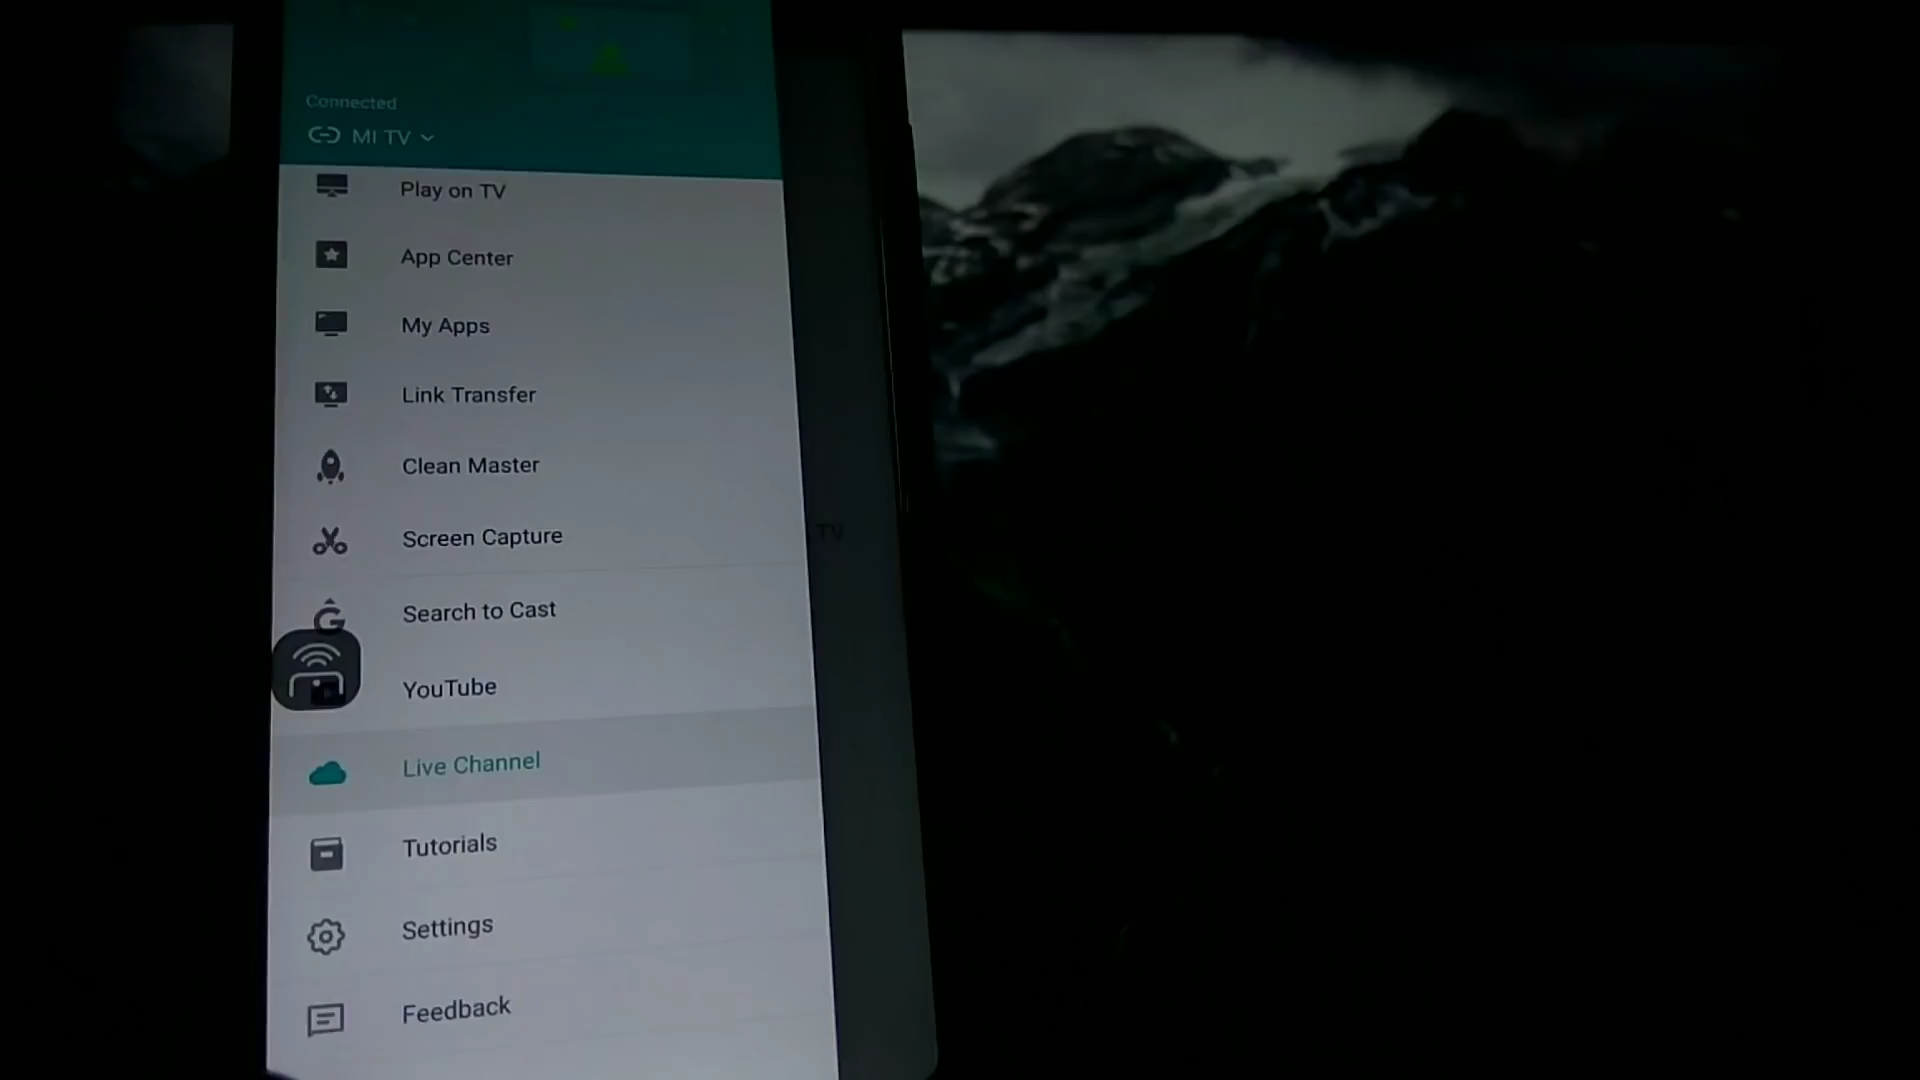 Connected
MI TV
Play on TV
App Center
My Apps
Link Transfer
Clean Master
Screen Capture
TV
Search to Cast
YouTube
Live Channel
Tutorials
Settings
Feedback